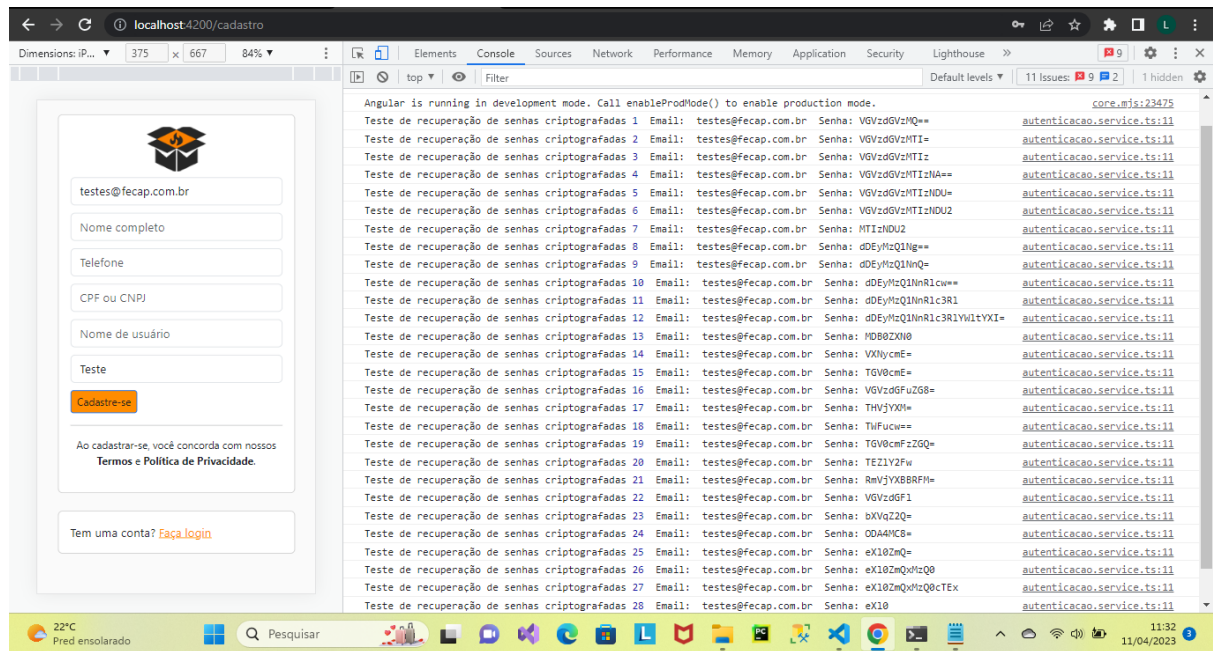 localhost:4200/cadastro
L
Dimensions: iP... ▼ 375 x 667 84% ▼
Elements Console Sources Network Performance Memory Application Security Lighthouse » 9
top ▼ Filter Default levels ▼ 11 Issues: 9 2 1 hidden
testes@fecap.com.br
Nome completo
Telefone
CPF ou CNPJ
Nome de usuário
Teste
Cadastre-se
Ao cadastrar-se, você concorda com nossos
Termos e Política de Privacidade.
Tem uma conta? Faça login
Angular is running in development mode. Call enableProdMode() to enable production mode. core.mjs:23475
Teste de recuperação de senhas criptografadas 1 Email: testes@fecap.com.br Senha: VGVzdGVzMQ== autenticacao.service.ts:11
Teste de recuperação de senhas criptografadas 2 Email: testes@fecap.com.br Senha: VGVzdGVzMTI= autenticacao.service.ts:11
Teste de recuperação de senhas criptografadas 3 Email: testes@fecap.com.br Senha: VGVzdGVzMTIz autenticacao.service.ts:11
Teste de recuperação de senhas criptografadas 4 Email: testes@fecap.com.br Senha: VGVzdGVzMTIzNA== autenticacao.service.ts:11
Teste de recuperação de senhas criptografadas 5 Email: testes@fecap.com.br Senha: VGVzdGVzMTIzNDU= autenticacao.service.ts:11
Teste de recuperação de senhas criptografadas 6 Email: testes@fecap.com.br Senha: VGVzdGVzMTIzNDU2 autenticacao.service.ts:11
Teste de recuperação de senhas criptografadas 7 Email: testes@fecap.com.br Senha: MTIzNDU2 autenticacao.service.ts:11
Teste de recuperação de senhas criptografadas 8 Email: testes@fecap.com.br Senha: dDEyMzQ1Ng== autenticacao.service.ts:11
Teste de recuperação de senhas criptografadas 9 Email: testes@fecap.com.br Senha: dDEyMzQ1NnQ= autenticacao.service.ts:11
Teste de recuperação de senhas criptografadas 10 Email: testes@fecap.com.br Senha: dDEyMzQ1NnRlcw== autenticacao.service.ts:11
Teste de recuperação de senhas criptografadas 11 Email: testes@fecap.com.br Senha: dDEyMzQ1NnRlc3Rl autenticacao.service.ts:11
Teste de recuperação de senhas criptografadas 12 Email: testes@fecap.com.br Senha: dDEyMzQ1NnRlc3RlYWltYXI= autenticacao.service.ts:11
Teste de recuperação de senhas criptografadas 13 Email: testes@fecap.com.br Senha: MDB0ZXN0 autenticacao.service.ts:11
Teste de recuperação de senhas criptografadas 14 Email: testes@fecap.com.br Senha: VXNycmE= autenticacao.service.ts:11
Teste de recuperação de senhas criptografadas 15 Email: testes@fecap.com.br Senha: TGV0cmE= autenticacao.service.ts:11
Teste de recuperação de senhas criptografadas 16 Email: testes@fecap.com.br Senha: VGVzdGFuZG8= autenticacao.service.ts:11
Teste de recuperação de senhas criptografadas 17 Email: testes@fecap.com.br Senha: THVjYXM= autenticacao.service.ts:11
Teste de recuperação de senhas criptografadas 18 Email: testes@fecap.com.br Senha: TWFucw== autenticacao.service.ts:11
Teste de recuperação de senhas criptografadas 19 Email: testes@fecap.com.br Senha: TGV0cmFzZGQ= autenticacao.service.ts:11
Teste de recuperação de senhas criptografadas 20 Email: testes@fecap.com.br Senha: TEZlY2Fw autenticacao.service.ts:11
Teste de recuperação de senhas criptografadas 21 Email: testes@fecap.com.br Senha: RmVjYXBBRFM= autenticacao.service.ts:11
Teste de recuperação de senhas criptografadas 22 Email: testes@fecap.com.br Senha: VGVzdGFl autenticacao.service.ts:11
Teste de recuperação de senhas criptografadas 23 Email: testes@fecap.com.br Senha: bXVqZ2Q= autenticacao.service.ts:11
Teste de recuperação de senhas criptografadas 24 Email: testes@fecap.com.br Senha: ODA4MC8= autenticacao.service.ts:11
Teste de recuperação de senhas criptografadas 25 Email: testes@fecap.com.br Senha: eXl0ZmQ= autenticacao.service.ts:11
Teste de recuperação de senhas criptografadas 26 Email: testes@fecap.com.br Senha: eXl0ZmQxMzQ0 autenticacao.service.ts:11
Teste de recuperação de senhas criptografadas 27 Email: testes@fecap.com.br Senha: eXl0ZmQxMzQ0cTEx autenticacao.service.ts:11
Teste de recuperação de senhas criptografadas 28 Email: testes@fecap.com.br Senha: eXl0 autenticacao.service.ts:11
22°C
Pred ensolarado
Pesquisar
L
PC
11:32
11/04/2023
3